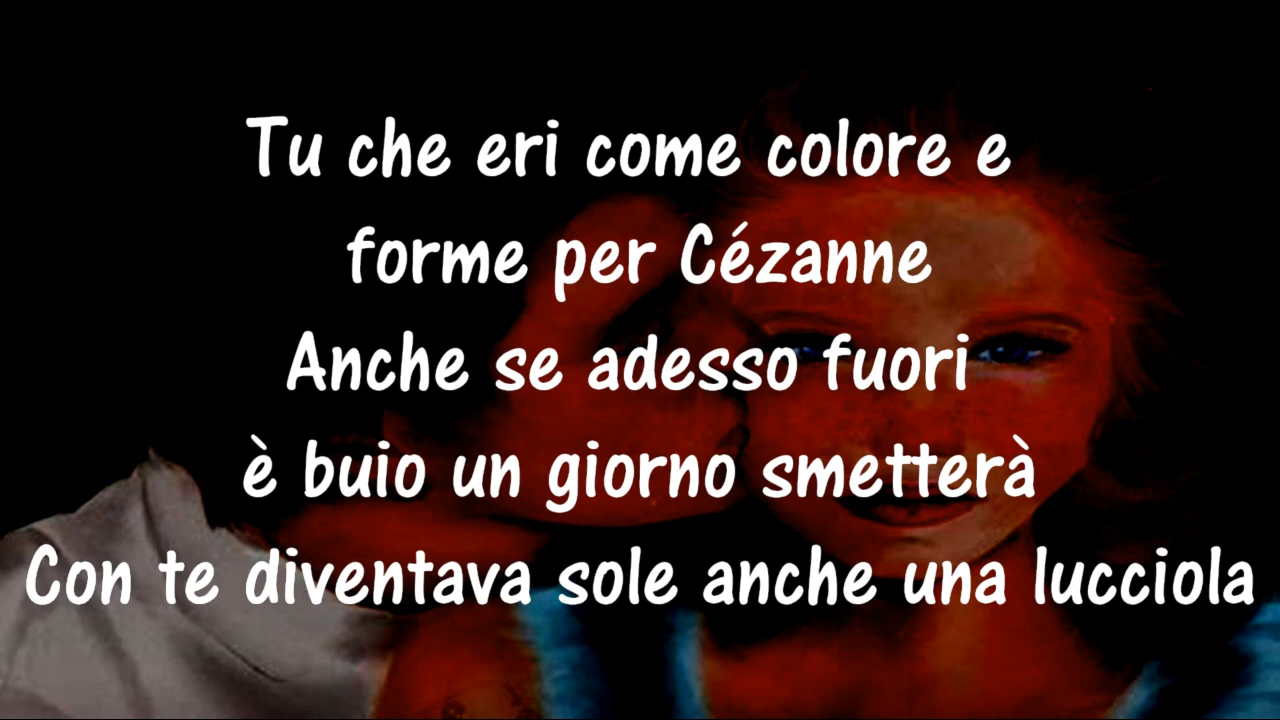 Tu che eri come colore e
forme per Cézanne
Anche se adesso fuori
è buio un giorno smetterà
Con te diventava sole anche una lucciola